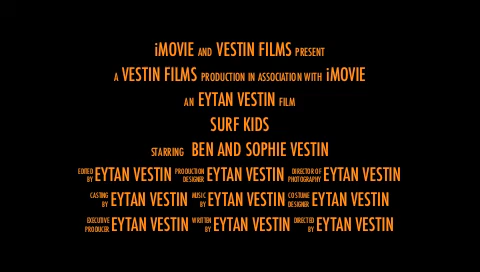 iMOVIE AND VESTIN FILMS PRESENT
A VESTIN FILMS PRODUCTION IN ASSOCIATION WITH iMOVIE
AN EYTAN VESTIN FILM
SURF KIDS
STARRING BEN AND SOPHIE VESTIN
EDITED BY EYTAN VESTIN PRODUCTION DESIGNER EYTAN VESTIN DIRECTOR OF PHOTOGRAPHY EYTAN VESTIN
CASTING BY EYTAN VESTIN MUSIC BY EYTAN VESTIN COSTUME DESIGNER EYTAN VESTIN
EXECUTIVE PRODUCER EYTAN VESTIN WRITTEN BY EYTAN VESTIN DIRECTED BY EYTAN VESTIN